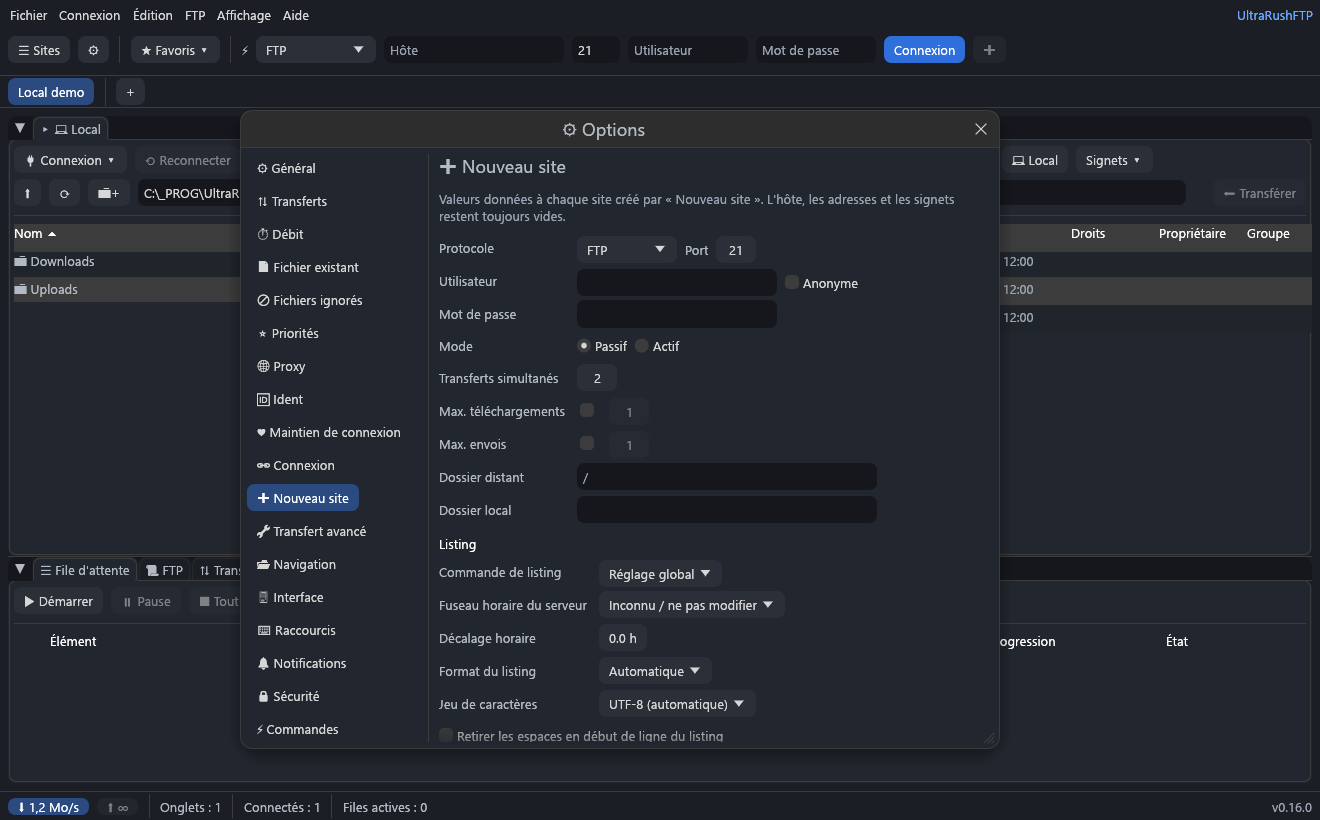 Fichier Connexion Édition FTP Affichage Aide UltraRushFTP
Sites Favoris FTP Hôte 21 Utilisateur Mot de passe Connexion +
Local demo +
Local
Options
Connexion Reconnecter
Local Signets
C:\_PROG\UltraR
Transférer
Nom
Droits Propriétaire Groupe
Downloads
12:00
Uploads
12:00
12:00
Général
Transferts
Débit
Fichier existant
Fichiers ignorés
Priorités
Proxy
Ident
Maintien de connexion
Connexion
Nouveau site
Transfert avancé
Navigation
Interface
Raccourcis
Notifications
Sécurité
Commandes
Nouveau site
Valeurs données à chaque site créé par « Nouveau site ». L'hôte, les adresses et les signets
restent toujours vides.
Protocole FTP Port 21
Utilisateur Anonyme
Mot de passe
Mode Passif Actif
Transferts simultanés 2
Max. téléchargements 1
Max. envois 1
Dossier distant /
Dossier local
Listing
Commande de listing Réglage global
Fuseau horaire du serveur Inconnu / ne pas modifier
Décalage horaire 0.0 h
Format du listing Automatique
Jeu de caractères UTF-8 (automatique)
Retirer les espaces en début de ligne du listing
File d'attente FTP Trans
Démarrer Pause Tout
Élément
ogression État
1,2 Mo/s ∞ Onglets : 1 Connectés : 1 Files actives : 0 v0.16.0